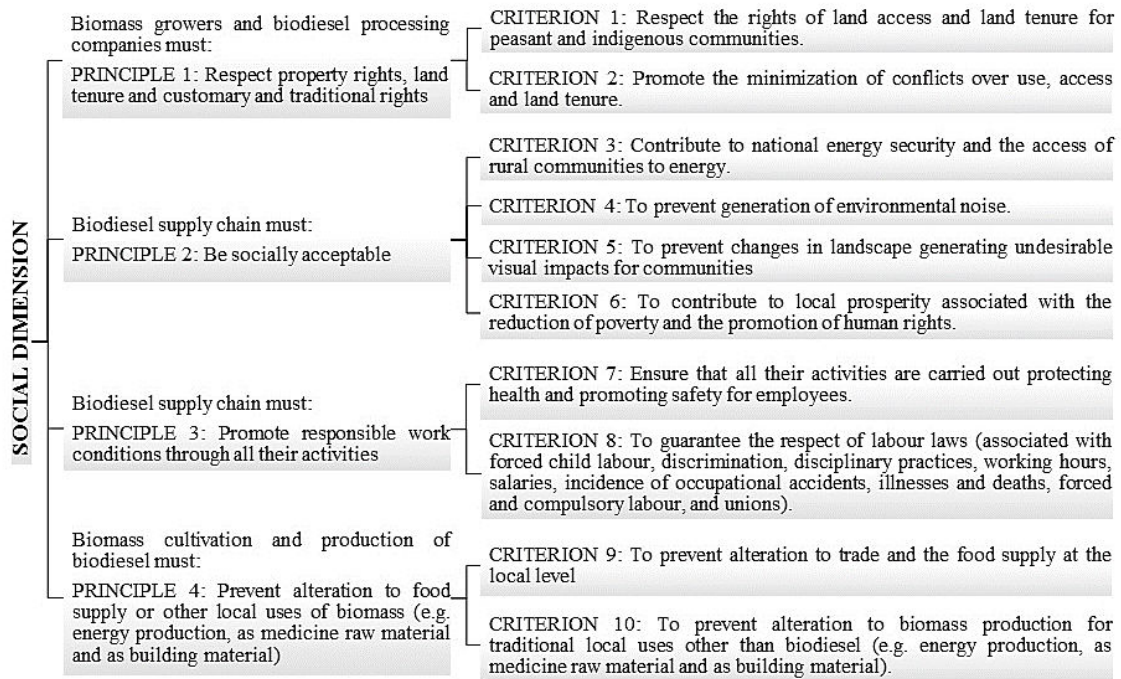 SOCIAL DIMENSION
Biomass growers and biodiesel processing
companies must:
PRINCIPLE 1: Respect property rights, land
tenure and customary and traditional rights
CRITERION 1: Respect the rights of land access and land tenure for
peasant and indigenous communities.
CRITERION 2: Promote the minimization of conflicts over use, access
and land tenure.
Biodiesel supply chain must:
PRINCIPLE 2: Be socially acceptable
CRITERION 3: Contribute to national energy security and the access of
rural communities to energy.
CRITERION 4: To prevent generation of environmental noise.
CRITERION 5: To prevent changes in landscape generating undesirable
visual impacts for communities
CRITERION 6: To contribute to local prosperity associated with the
reduction of poverty and the promotion of human rights.
Biodiesel supply chain must:
PRINCIPLE 3: Promote responsible work
conditions through all their activities
CRITERION 7: Ensure that all their activities are carried out protecting
health and promoting safety for employees.
CRITERION 8: To guarantee the respect of labour laws (associated with
forced child labour, discrimination, disciplinary practices, working hours,
salaries, incidence of occupational accidents, illnesses and deaths, forced
and compulsory labour, and unions).
Biomass cultivation and production of
biodiesel must:
PRINCIPLE 4: Prevent alteration to food
supply or other local uses of biomass (e.g.
energy production, as medicine raw material
and as building material)
CRITERION 9: To prevent alteration to trade and the food supply at the
local level
CRITERION 10: To prevent alteration to biomass production for
traditional local uses other than biodiesel (e.g. energy production, as
medicine raw material and as building material).